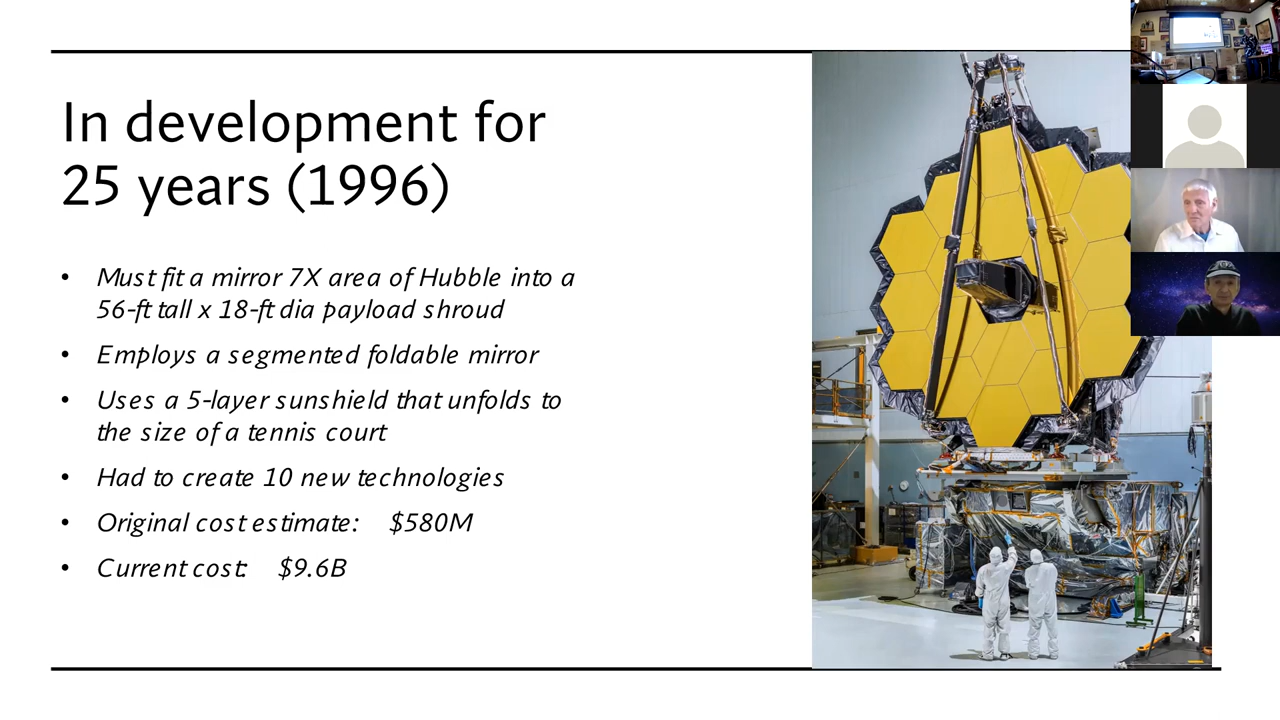 In development for
25 years (1996)
• Must fit a mirror 7X area of Hubble into a
56-ft tall x 18-ft dia payload shroud
• Employs a segmented foldable mirror
• Uses a 5-layer sunshield that unfolds to
the size of a tennis court
• Had to create 10 new technologies
• Original cost estimate: $580M
• Current cost: $9.6B